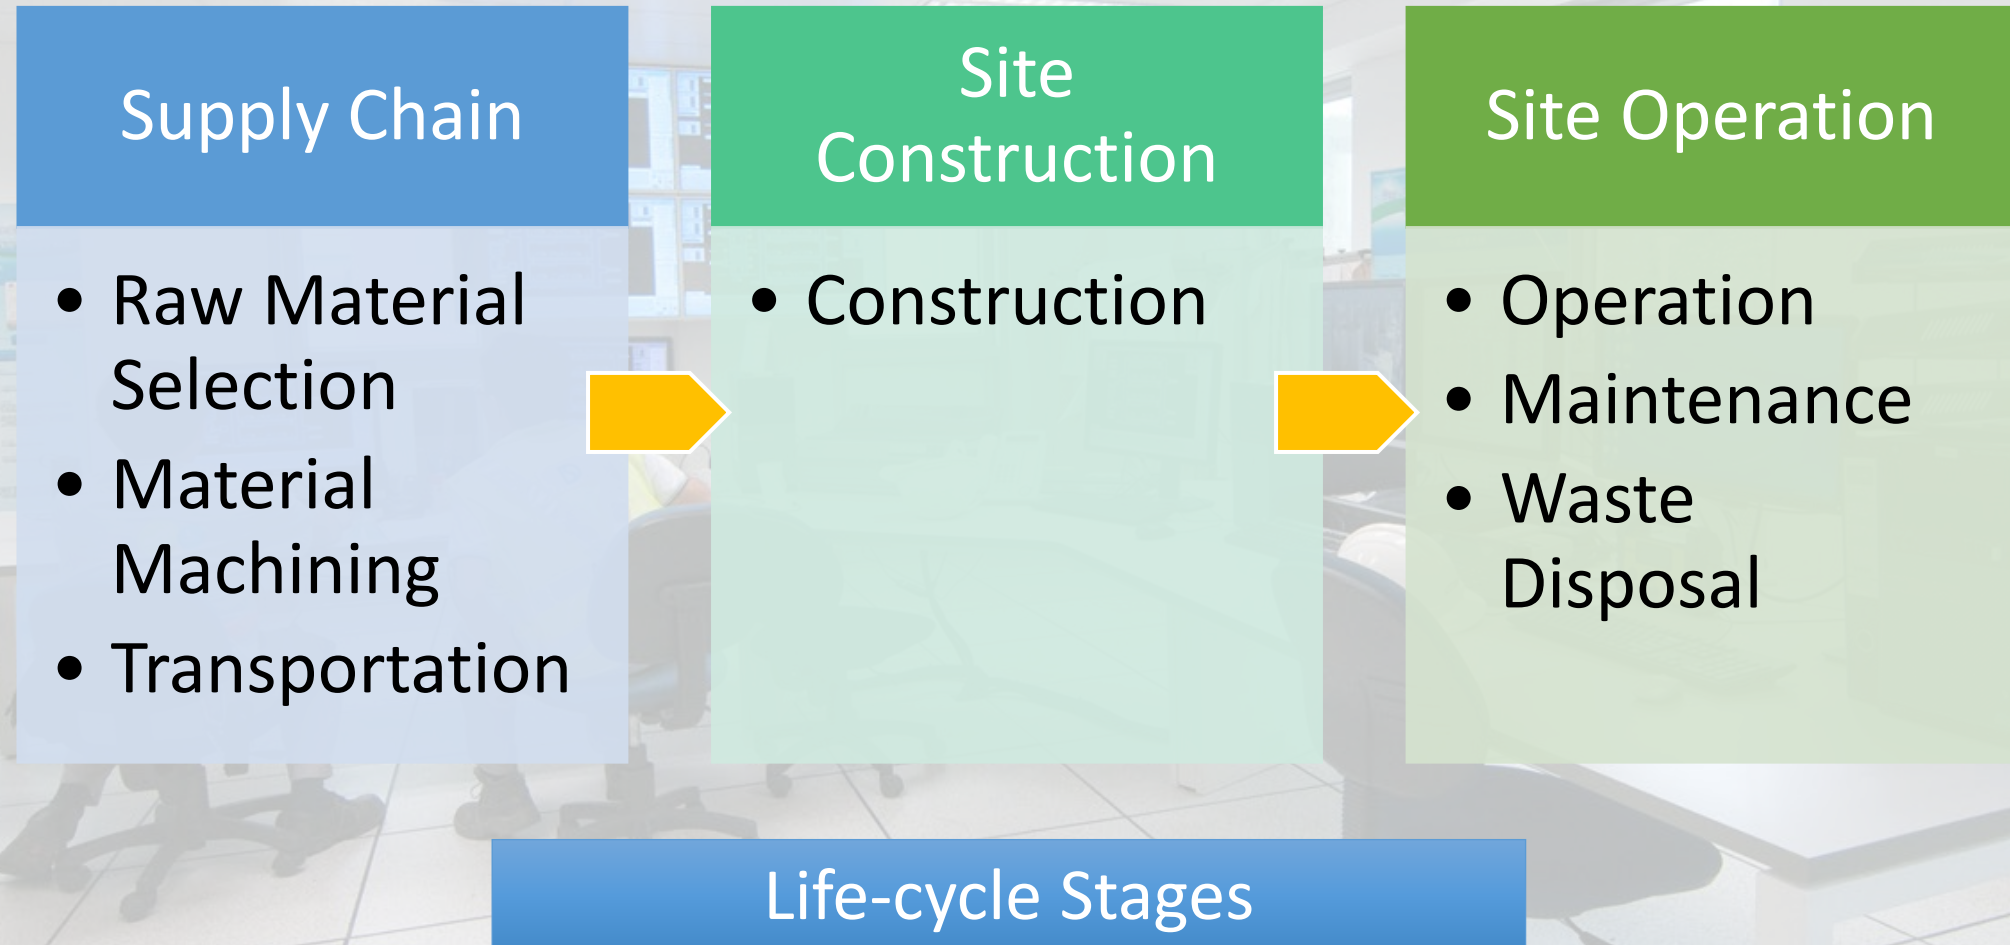 Supply Chain
• Raw Material
Selection
• Material
Machining
• Transportation
Site
Construction
• Construction
Site Operation
• Operation
• Maintenance
• Waste
Disposal
Life-cycle Stages